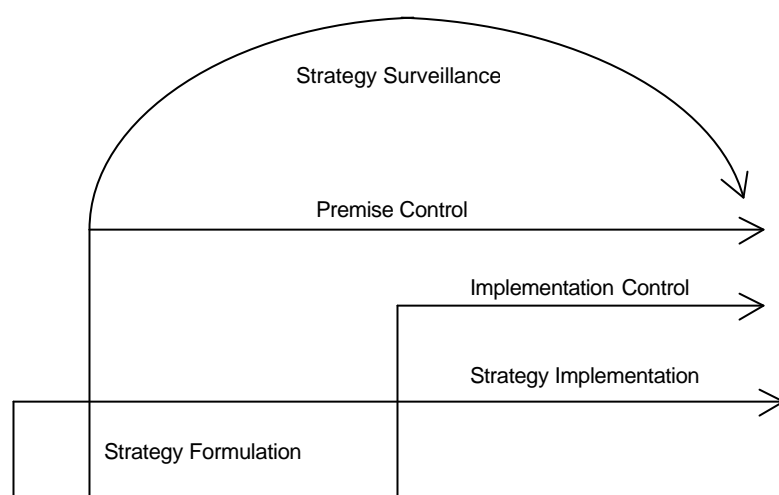 Strategy Surveillance
Premise Control
Implementation Control
Strategy Implementation
Strategy Formulation